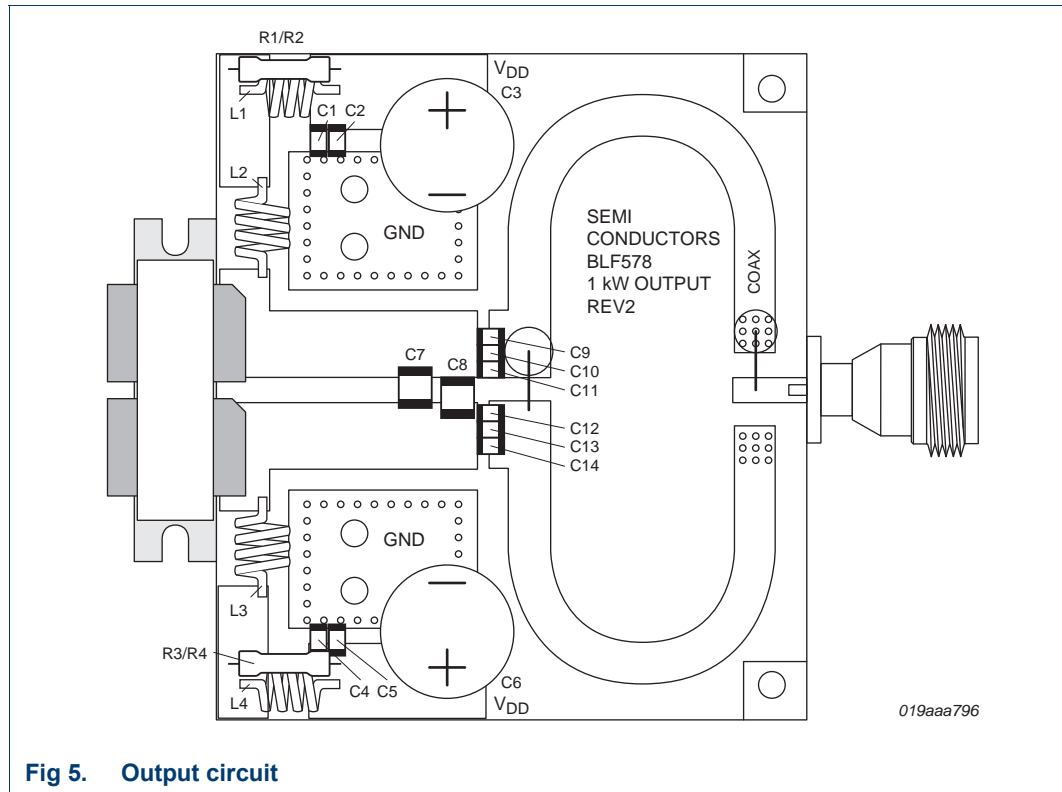 R1/R2
VDD
C3
L1
C1 C2
L2
GND
SEMI
CONDUCTORS
BLF578
1 kW OUTPUT
REV2
COAX
C7
C8
C9
C10
C11
C12
C13
C14
GND
L3
R3/R4
L4
C4 C5
C6
VDD
019aaa796
Fig 5. Output circuit